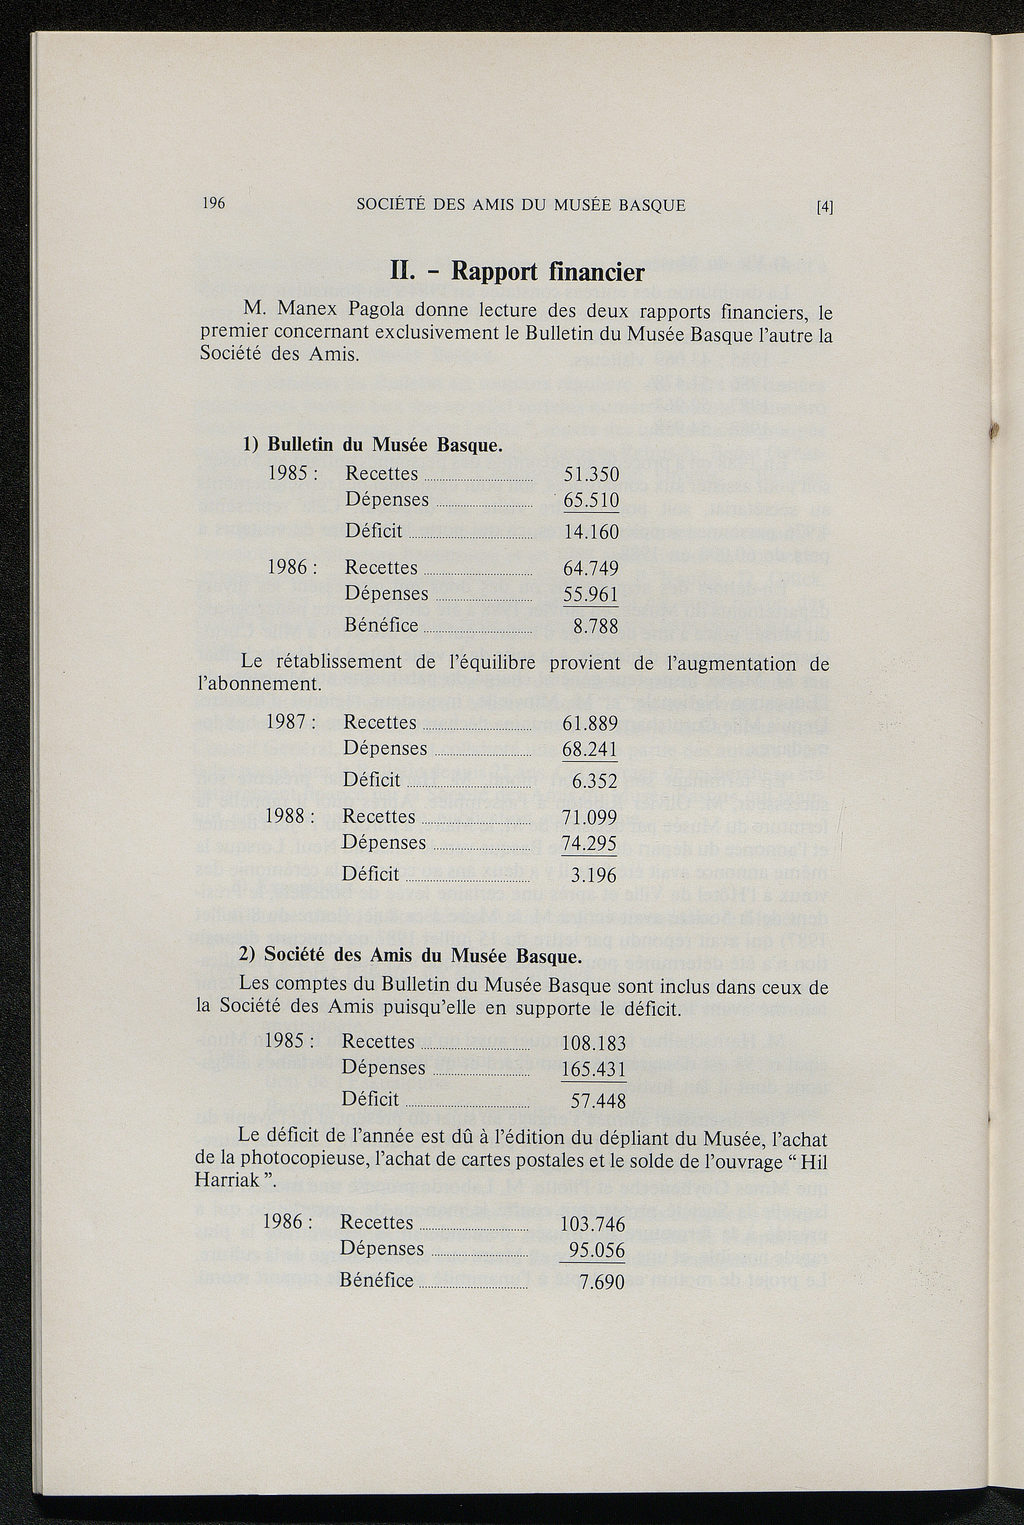 196 SOCIÉTÉ DES AMIS DU MUSÉE BASQUE [4]
II. - Rapport financier
M. Manex Pagola donne lecture des deux rapports financiers, le
premier concernant exclusivement le Bulletin du Musée Basque l'autre la
Société des Amis.
1) Bulletin du Musée Basque.
1985 : Recettes 51.350
Dépenses 65.510
Déficit 14.160
1986 : Recettes 64.749
Dépenses 55.961
Bénéfice 8.788
Le rétablissement de l'équilibre provient de l'augmentation de
l'abonnement.
1987 : Recettes 61.889
Dépenses 68.241
Déficit 6.352
1988 : Recettes 71.099
Dépenses 74.295
Déficit 3.196
2) Société des Amis du Musée Basque.
Les comptes du Bulletin du Musée Basque sont inclus dans ceux de
la Société des Amis puisqu'elle en supporte le déficit.
1985 : Recettes 108.183
Dépenses 165.431
Déficit 57.448
Le déficit de l'année est dû à l'édition du dépliant du Musée, l'achat
de la photocopieuse, l'achat de cartes postales et le solde de l'ouvrage “ Hil
Harriak ”.
1986 : Recettes 103.746
Dépenses 95.056
Bénéfice 7.690